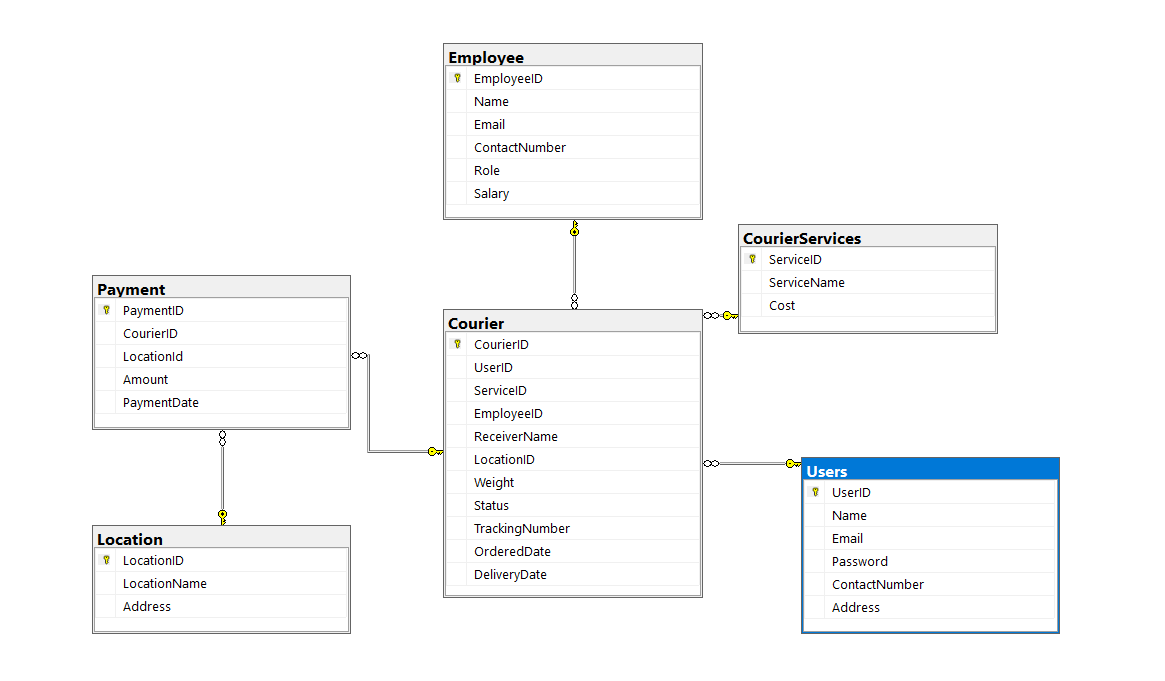 Employee
EmployeeID
Name
Email
ContactNumber
Role
Salary
CourierServices
ServiceID
ServiceName
Cost
Payment
PaymentID
CourierID
LocationId
Amount
PaymentDate
Courier
CourierID
UserID
ServiceID
EmployeeID
ReceiverName
LocationID
Weight
Status
TrackingNumber
OrderedDate
DeliveryDate
Users
UserID
Name
Email
Password
ContactNumber
Address
Location
LocationID
LocationName
Address